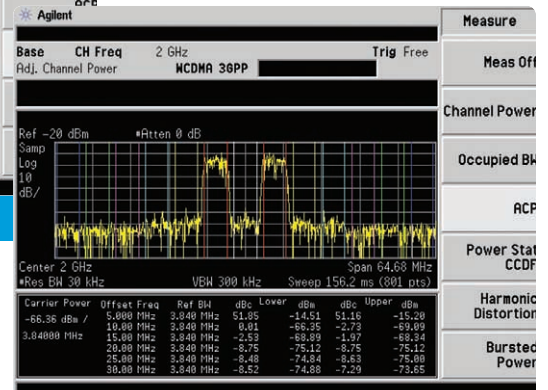 Agilent
Measure
Base CH Freq 2 GHz Trig Free
Adj. Channel Power WCDMA 3GPP
Meas Off
Channel Power
Occupied BW
ACP
Power Stat
CCDF
Harmonic
Distortion
Bursted
Power
Ref -20 dBm *Atten 0 dB
Samp
Log
10
dB/
Center 2 GHz Span 64.68 MHz
*Res BW 30 kHz VBW 300 kHz Sweep 156.2 ms (801 pts)
Carrier Power Offset Freq Ref BW dBc Lower dBm dBc Upper dBm
-66.36 dBm / 5.000 MHz 3.840 MHz 51.85 -14.51 51.16 -15.20
10.00 MHz 3.840 MHz 0.01 -66.35 -2.73 -69.09
3.84000 MHz 15.00 MHz 3.840 MHz -2.53 -68.89 -1.97 -68.34
20.00 MHz 3.840 MHz -8.75 -75.12 -8.75 -75.12
25.00 MHz 3.840 MHz -8.48 -74.84 -8.63 -75.00
30.00 MHz 3.840 MHz -8.52 -74.88 -7.29 -73.65